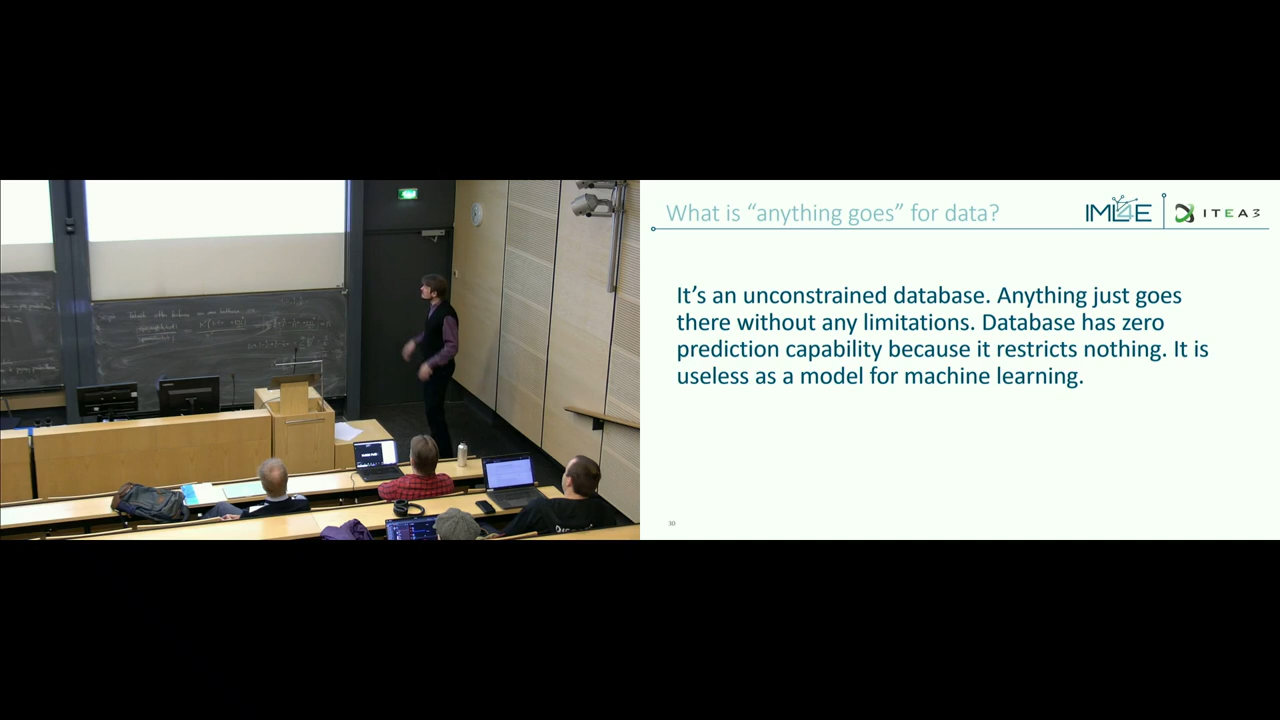 What is “anything goes” for data?
IML4E
ITEA3
It’s an unconstrained database. Anything just goes
there without any limitations. Database has zero
prediction capability because it restricts nothing. It is
useless as a model for machine learning.
30